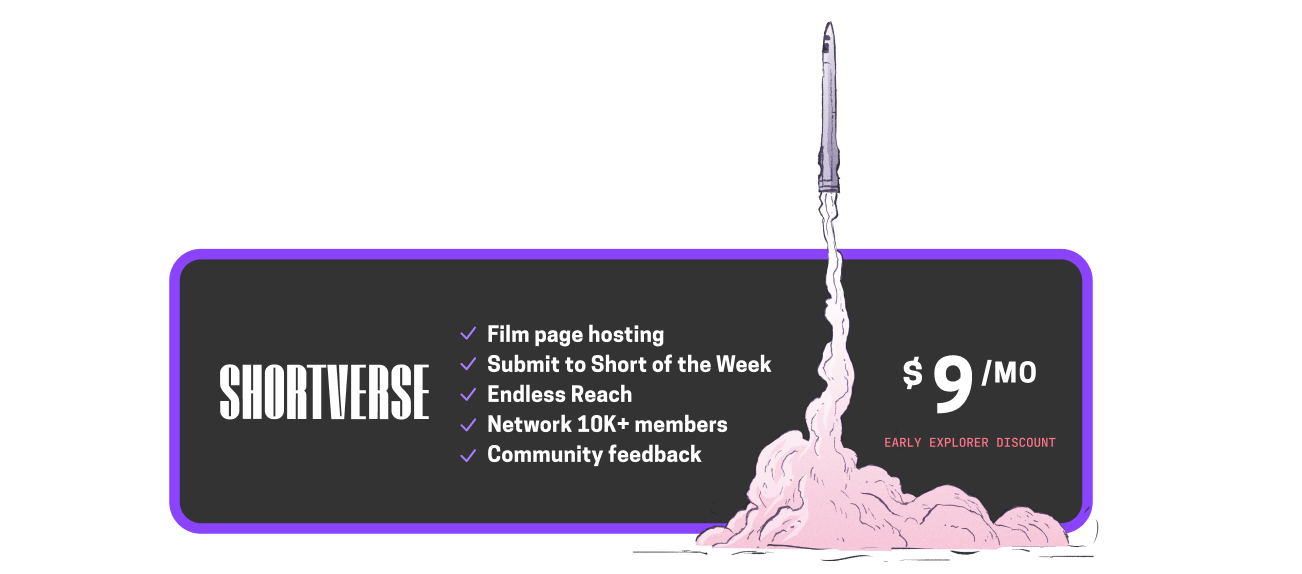 SHORTVERSE
Film page hosting
Submit to Short of the Week
Endless Reach
Network 10K+ members
Community feedback
$9/MO
EARLY EXPLORER DISCOUNT